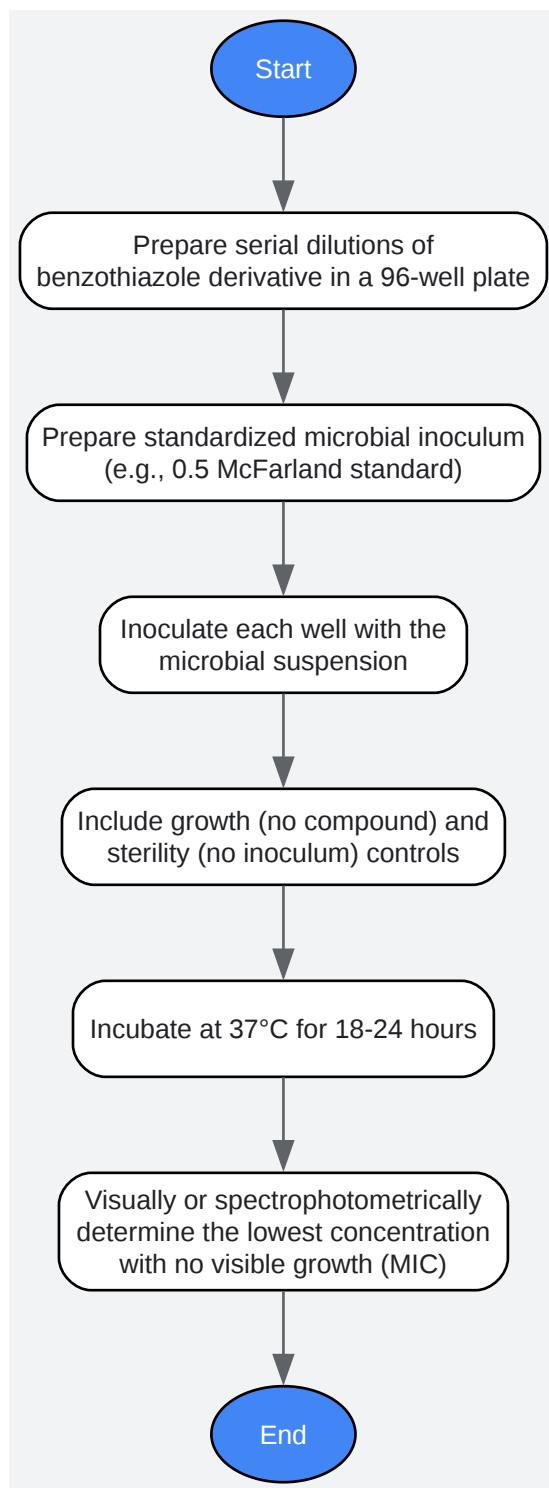 Start
Prepare serial dilutions of
benzothiazole derivative in a 96-well plate
Prepare standardized microbial inoculum
(e.g., 0.5 McFarland standard)
Inoculate each well with the
microbial suspension
Include growth (no compound) and
sterility (no inoculum) controls
Incubate at 37°C for 18-24 hours
Visually or spectrophotometrically
determine the lowest concentration
with no visible growth (MIC)
End